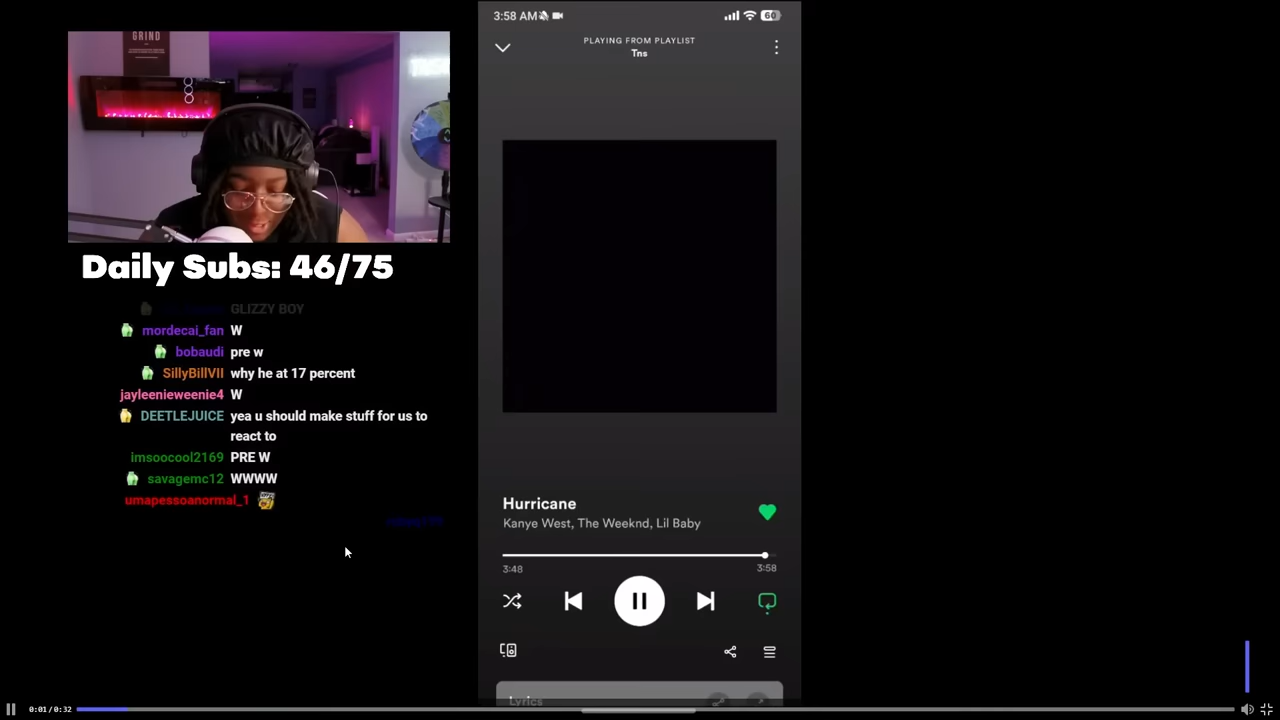 GRIND
Daily Subs: 46/75
GLIZZY BOY
mordecai_fan W
bobaudi pre w
SillyBillVII why he at 17 percent
jayleenieweenie4 W
DEETLEJUICE yea u should make stuff for us to
react to
imsoocool2169 PRE W
savagemc12 WWWW
umapessoanormal_1
3:58 AM
60
PLAYING FROM PLAYLIST
Tns
Hurricane
Kanye West, The Weeknd, Lil Baby
3:48
3:58
Lyrics
0:01 / 0:32